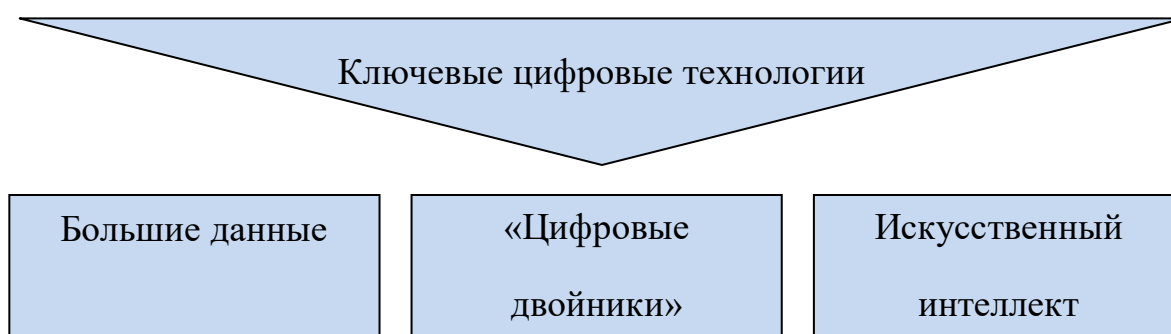 Ключевые цифровые технологии
Большие данные
«Цифровые
двойники»
Искусственный
интеллект